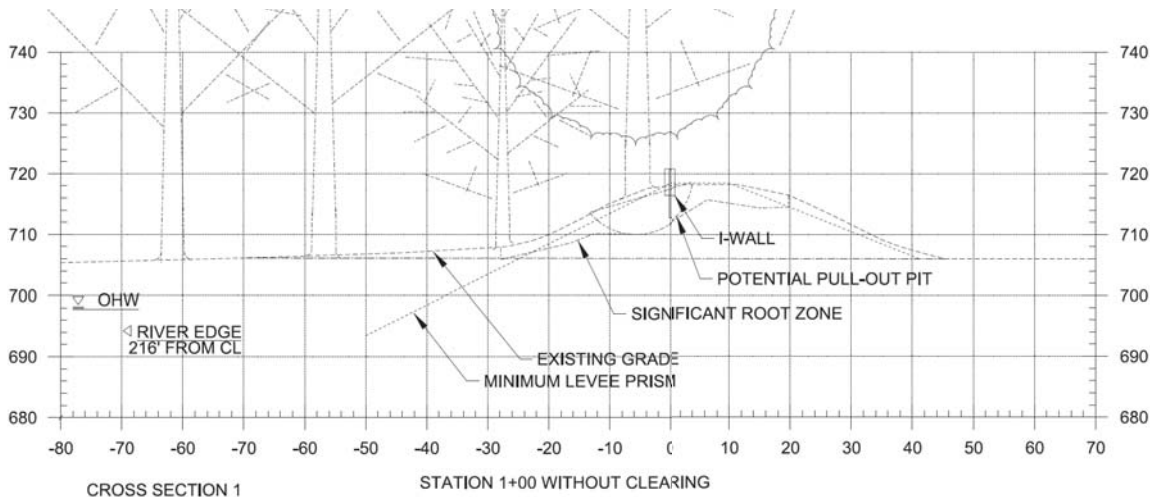 740 740
730 730
720 720
710 710
I-WALL
POTENTIAL PULL-OUT PIT
700 700
OHW
SIGNIFICANT ROOT ZONE
RIVER EDGE
216' FROM CL
690 690
EXISTING GRADE
MINIMUM LEVEE PRISM
680 680
-80 -70 -60 -50 -40 -30 -20 -10 0 10 20 30 40 50 60 70
CROSS SECTION 1
STATION 1+00 WITHOUT CLEARING